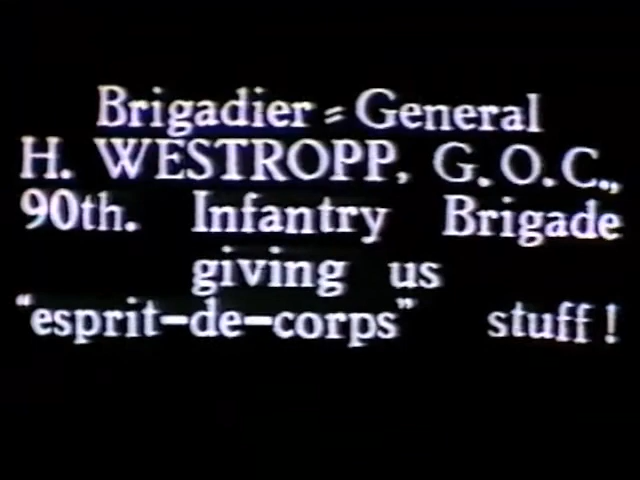 Brigadier=General
H. WESTROPP, G.O.C.,
90th. Infantry Brigade
giving us
"esprit-de-corps" stuff!